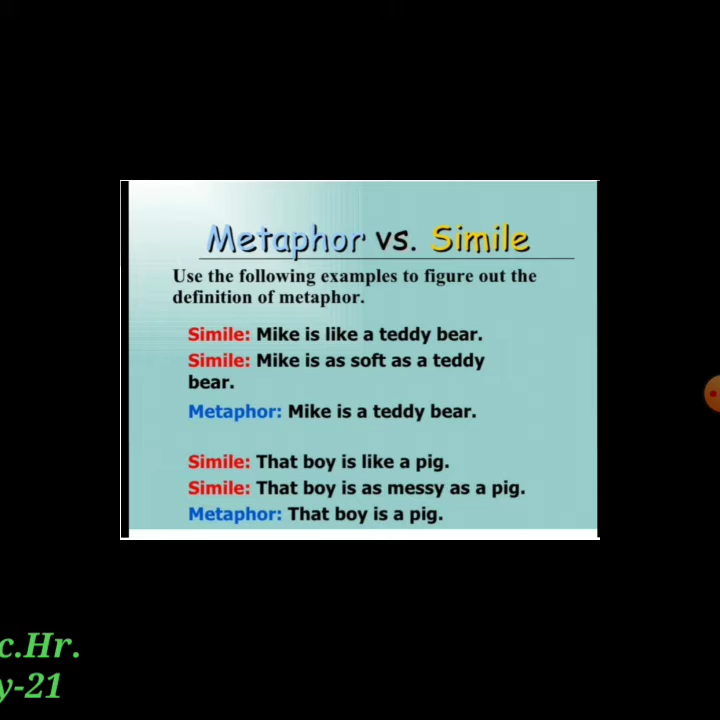 Metaphor vs. Simile
Use the following examples to figure out the
definition of metaphor.
Simile: Mike is like a teddy bear.
Simile: Mike is as soft as a teddy
bear.
Metaphor: Mike is a teddy bear.
Simile: That boy is like a pig.
Simile: That boy is as messy as a pig.
Metaphor: That boy is a pig.
c.Hr.
y-21